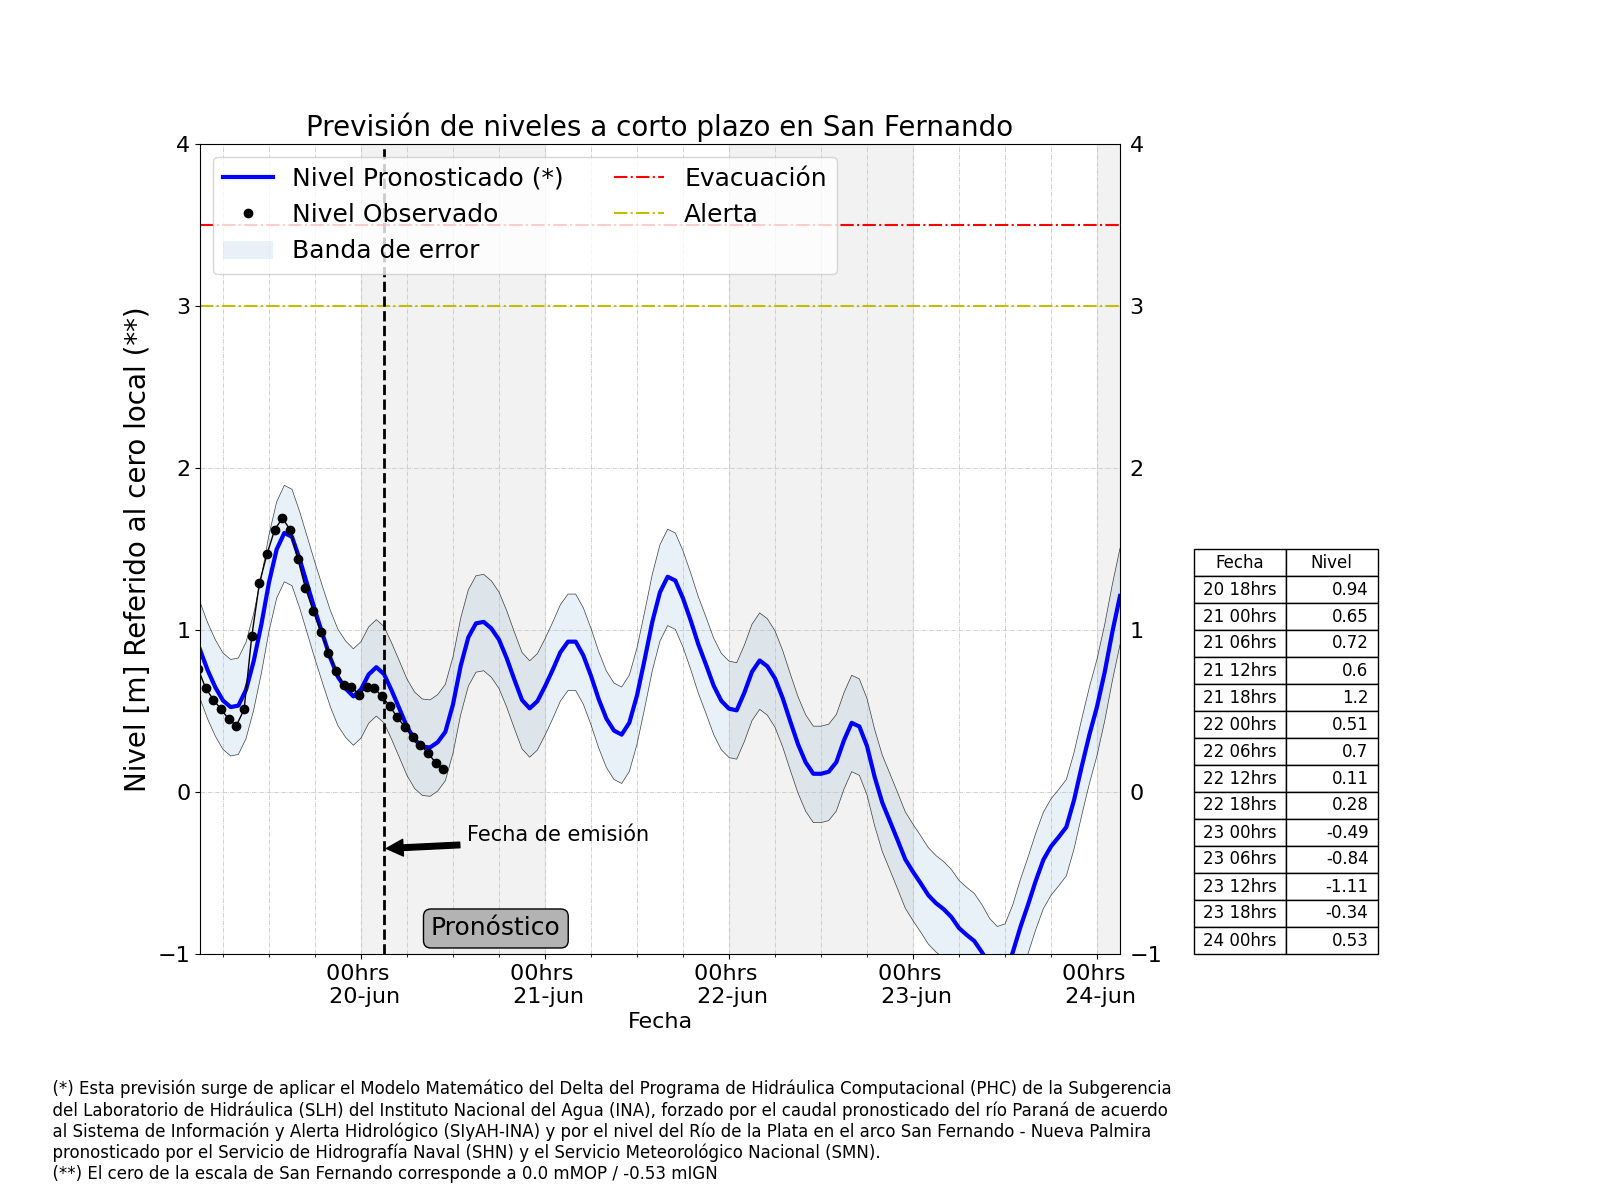 Previsión de niveles a corto plazo en San Fernando
4
3
2
1
0
−1
4
3
2
1
0
−1
Nivel [m] Referido al cero local (**)
Nivel Pronosticado (*)
Nivel Observado
Banda de error
Evacuación
Alerta
Fecha de emisión
Pronóstico
00hrs
20-jun
00hrs
21-jun
00hrs
22-jun
00hrs
23-jun
00hrs
24-jun
Fecha
Fecha Nivel
20 18hrs 0.94
21 00hrs 0.65
21 06hrs 0.72
21 12hrs 0.6
21 18hrs 1.2
22 00hrs 0.51
22 06hrs 0.7
22 12hrs 0.11
22 18hrs 0.28
23 00hrs -0.49
23 06hrs -0.84
23 12hrs -1.11
23 18hrs -0.34
24 00hrs 0.53
(*) Esta previsión surge de aplicar el Modelo Matemático del Delta del Programa de Hidráulica Computacional (PHC) de la Subgerencia
del Laboratorio de Hidráulica (SLH) del Instituto Nacional del Agua (INA), forzado por el caudal pronosticado del río Paraná de acuerdo
al Sistema de Información y Alerta Hidrológico (SIyAH-INA) y por el nivel del Río de la Plata en el arco San Fernando - Nueva Palmira
pronosticado por el Servicio de Hidrografía Naval (SHN) y el Servicio Meteorológico Nacional (SMN).
(**) El cero de la escala de San Fernando corresponde a 0.0 mMOP / -0.53 mIGN